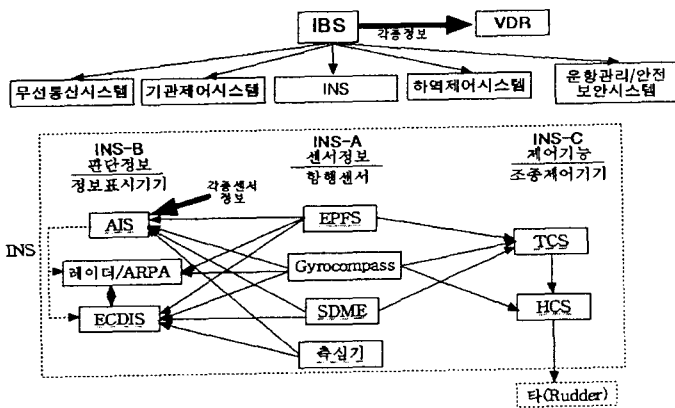 IBS
VDR
각종정보
무선통신시스템
기관제어시스템
INS
하역제어시스템
운항관리/안전
보안시스템
INS-B
판단정보
정보표시기기
INS-A
센서정보
항행센서
INS-C
제어기능
조종제어기기
각종센서
정보
AIS
EPFS
INS
TCS
레이더/ARPA
Gyrocompass
ECDIS
SDME
HCS
측심기
타(Rudder)